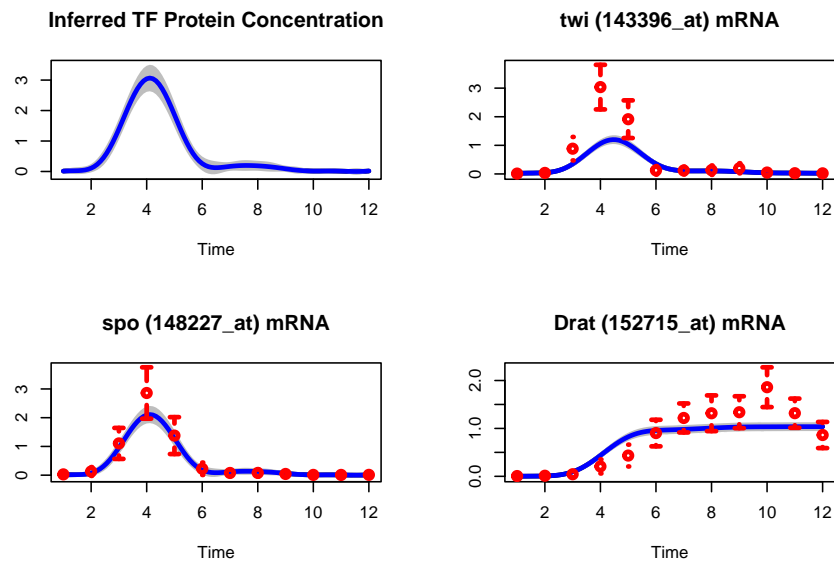 Inferred TF Protein Concentration
0 1 2 3
2 4 6 8 10 12
Time
twi (143396_at) mRNA
0 1 2 3
2 4 6 8 10 12
Time
spo (148227_at) mRNA
0 1 2 3
2 4 6 8 10 12
Time
Drat (152715_at) mRNA
0.0 1.0 2.0
2 4 6 8 10 12
Time